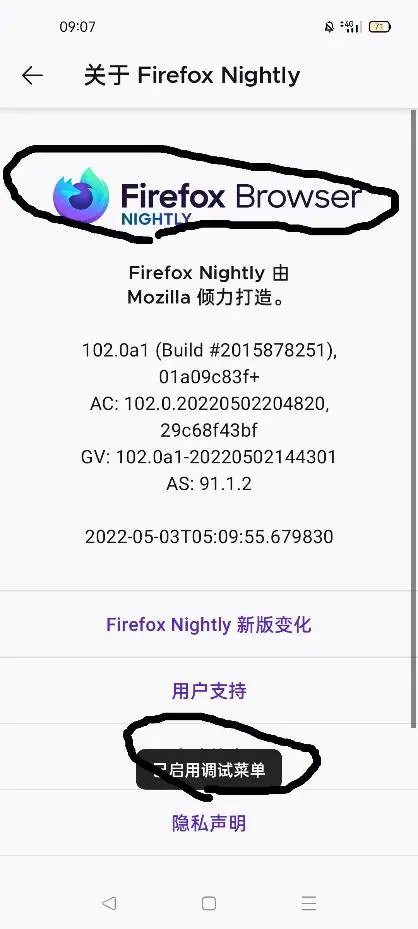 09:07
4G
71
关于 Firefox Nightly
Firefox Browser
NIGHTLY
Firefox Nightly 由
Mozilla 倾力打造。
102.0a1 (Build #2015878251),
01a09c83f+
AC: 102.0.20220502204820,
29c68f43bf
GV: 102.0a1-20220502144301
AS: 91.1.2
2022-05-03T05:09:55.679830
Firefox Nightly 新版变化
用户支持
已启用调试菜单
隐私声明